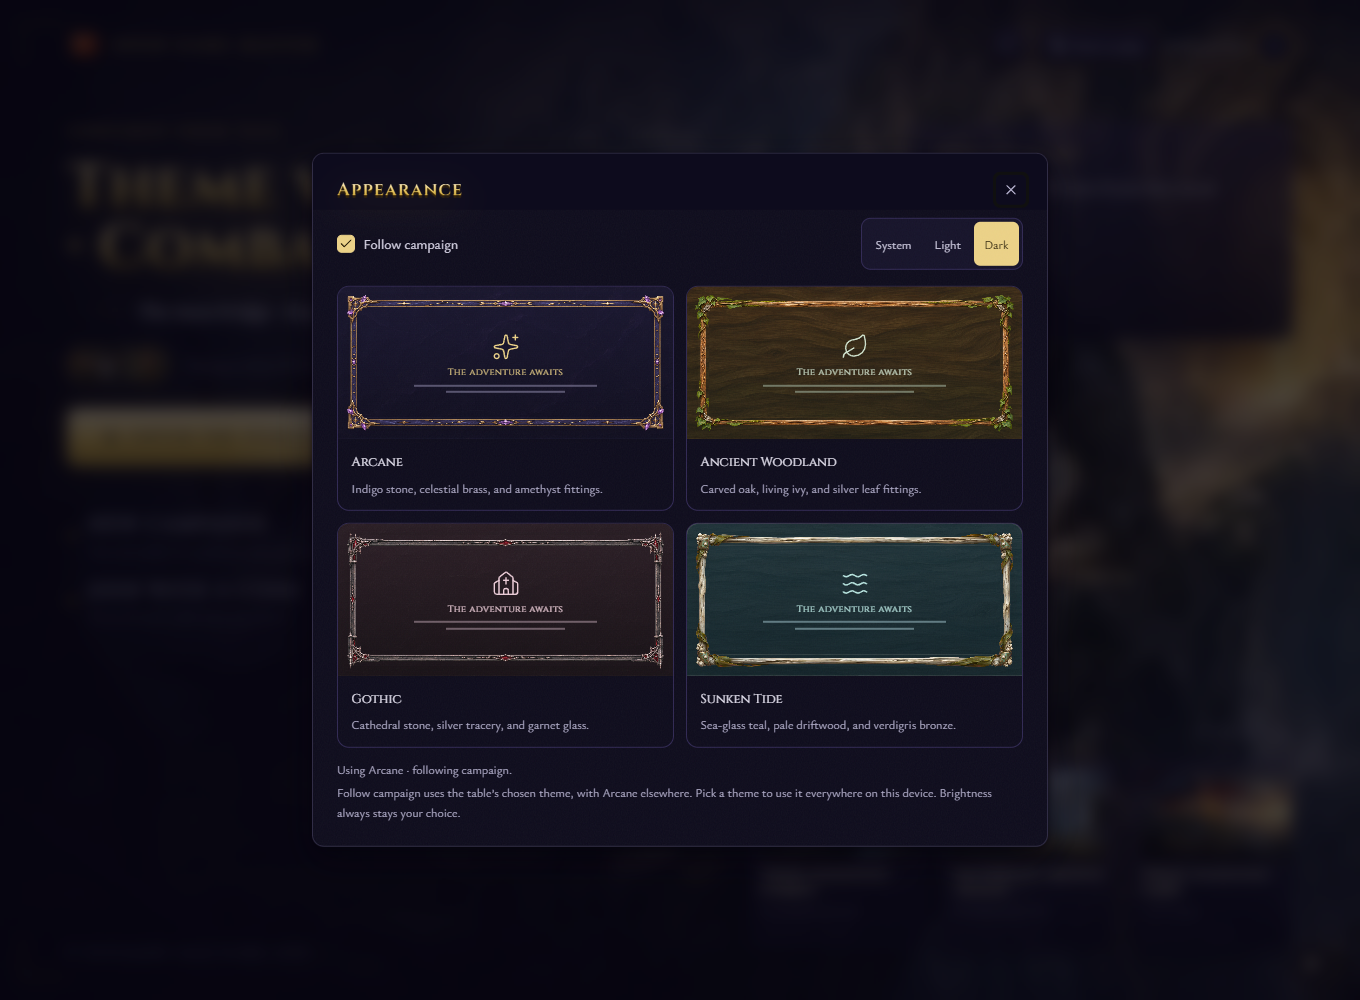 THEME
APPEARANCE
Follow campaign
System Light Dark
THE ADVENTURE AWAITS
THE ADVENTURE AWAITS
ARCANE
Indigo stone, celestial brass, and amethyst fittings.
ANCIENT WOODLAND
Carved oak, living ivy, and silver leaf fittings.
THE ADVENTURE AWAITS
THE ADVENTURE AWAITS
GOTHIC
Cathedral stone, silver tracery, and garnet glass.
SUNKEN TIDE
Sea-glass teal, pale driftwood, and verdigris bronze.
Using Arcane · following campaign.
Follow campaign uses the table's chosen theme, with Arcane elsewhere. Pick a theme to use it everywhere on this device. Brightness
always stays your choice.